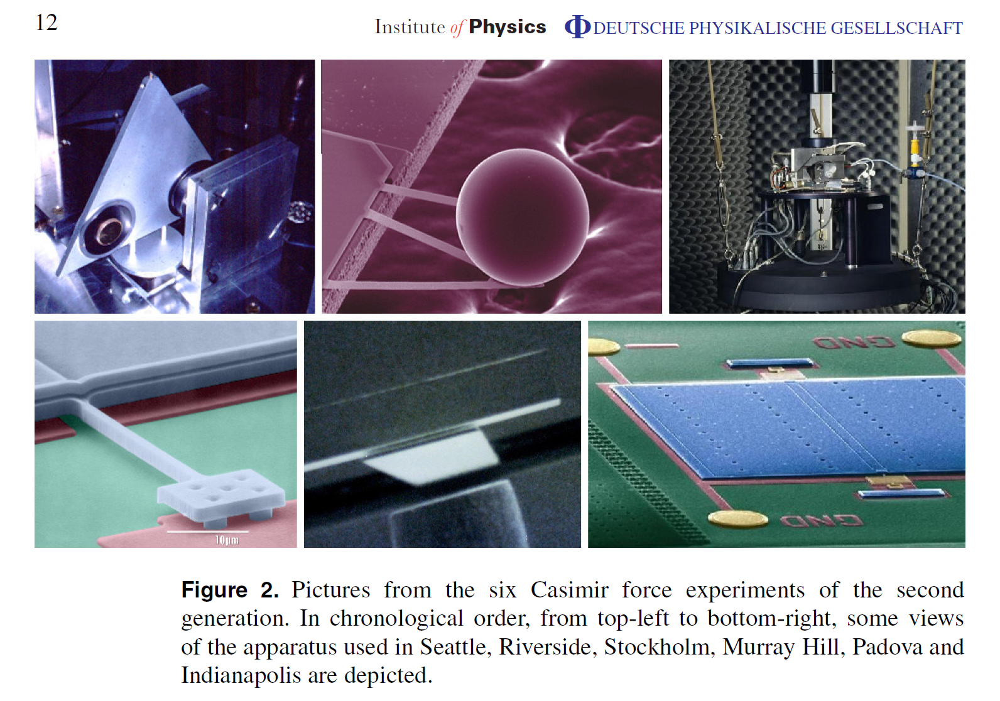 12
Institute of Physics ΦDEUTSCHE PHYSIKALISCHE GESELLSCHAFT
GND
10µm
GND
Figure 2. Pictures from the six Casimir force experiments of the second
generation. In chronological order, from top-left to bottom-right, some views
of the apparatus used in Seattle, Riverside, Stockholm, Murray Hill, Padova and
Indianapolis are depicted.